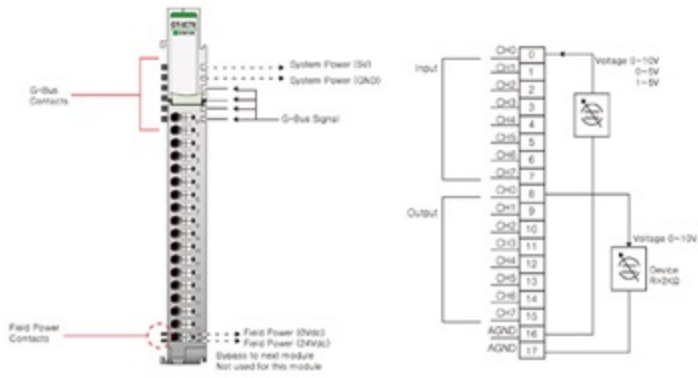 G-Bus
Contacts
System Power (5V)
System Power (GND)
G-Bus Signal
Field Power
Contacts
Field Power (0Vdc)
Field Power (24Vdc)
Bypass to next module
Not used for this module
Input
CH0 0
CH1 1
CH2 2
CH3 3
CH4 4
CH5 5
CH6 6
CH7 7
Output
CH0 8
CH1 9
CH2 10
CH3 11
CH4 12
CH5 13
CH6 14
CH7 15
AGND 16
AGND 17
Voltage 0~10V
0~5V
1~5V
Voltage 0~10V
Device